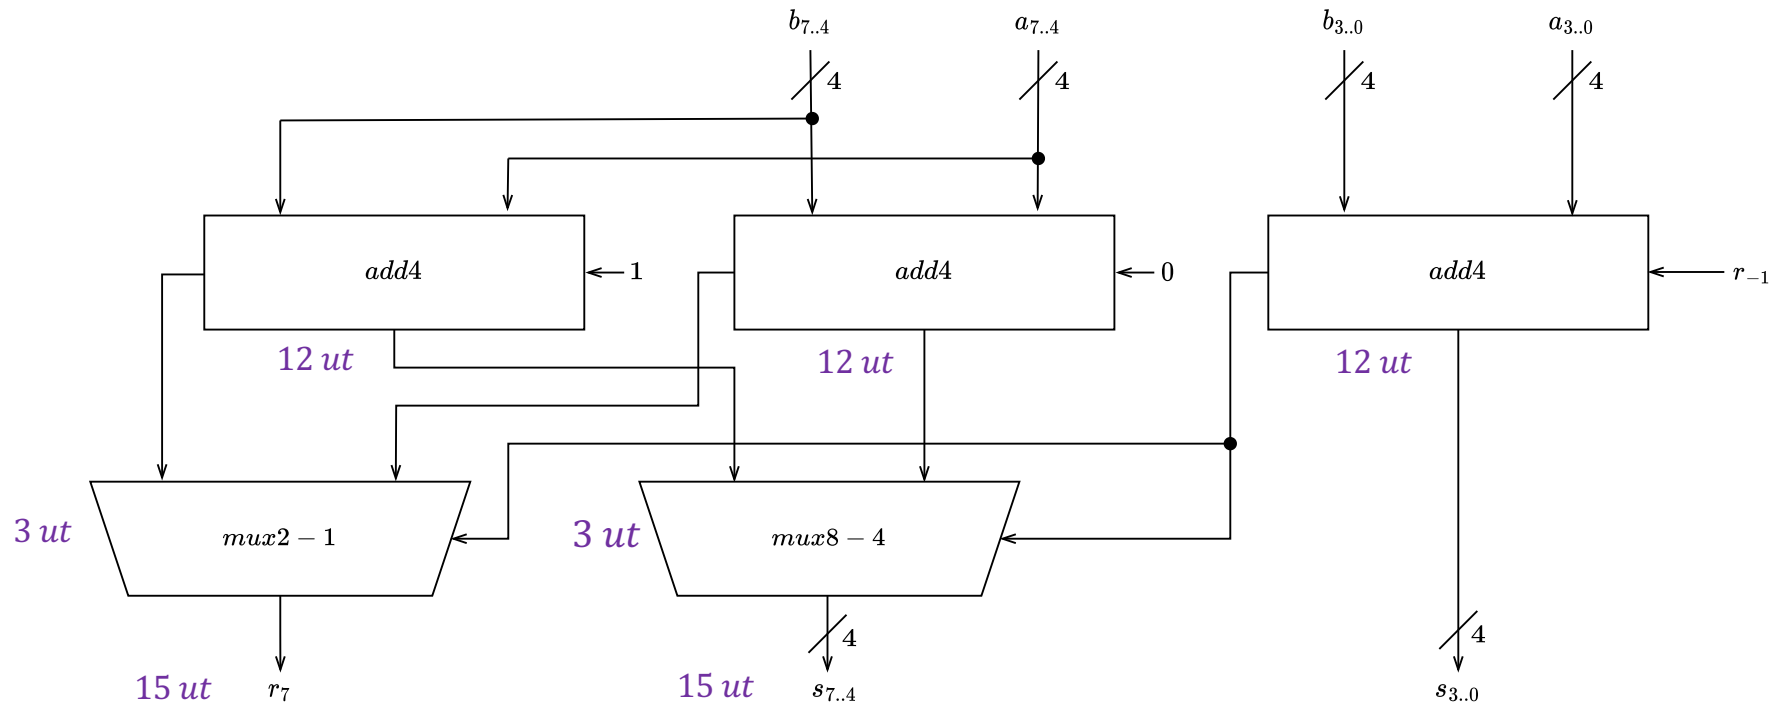 b₇..₄ a₇..₄ b₃..₀ a₃..₀
4 4 4 4
add4 1 add4 0 add4 r₋₁
12 ut 12 ut 12 ut
3 ut mux2 − 1 3 ut mux8 − 4
4 4
15 ut r₇ 15 ut s₇..₄ s₃..₀